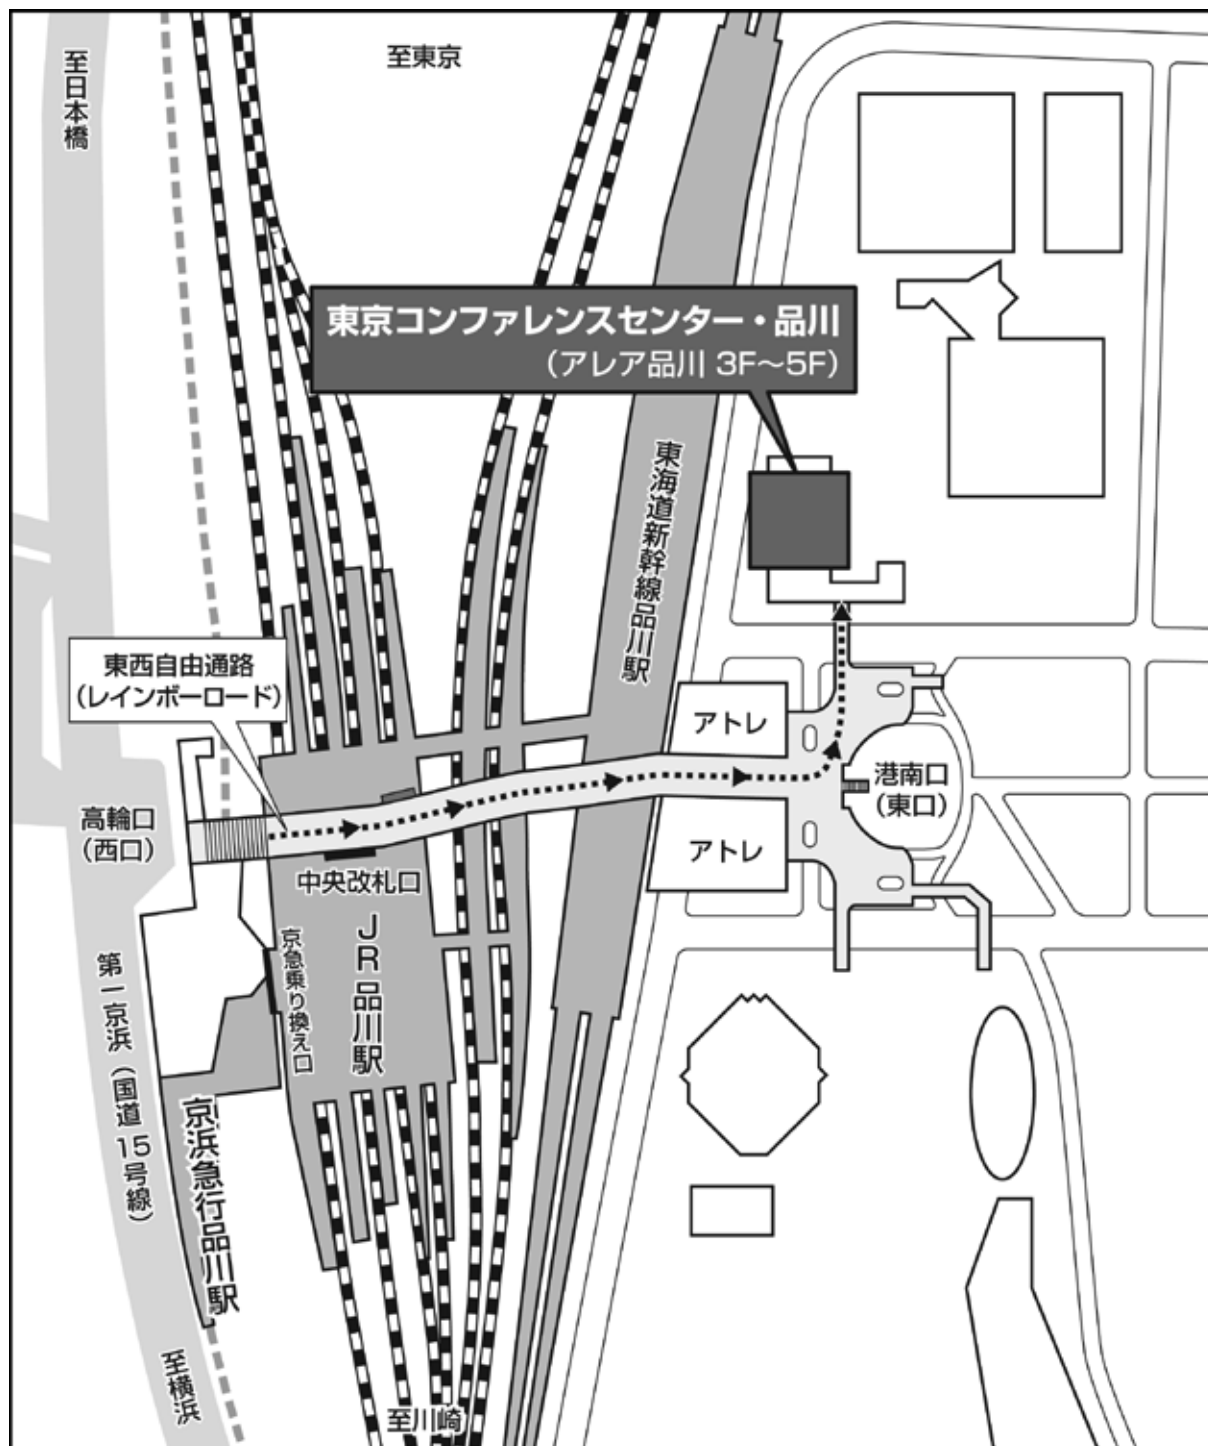 至日本橋
至東京
東京コンファレンスセンター・品川
（アレア品川 3F～5F）
東海道新幹線品川駅
東西自由通路
（レインボーロード）
アトレ
港南口
（東口）
高輪口
（西口）
アトレ
中央改札口
京急乗り換え口
JR品川駅
第一京浜（国道15号線）
京浜急行品川駅
至横浜
至川崎